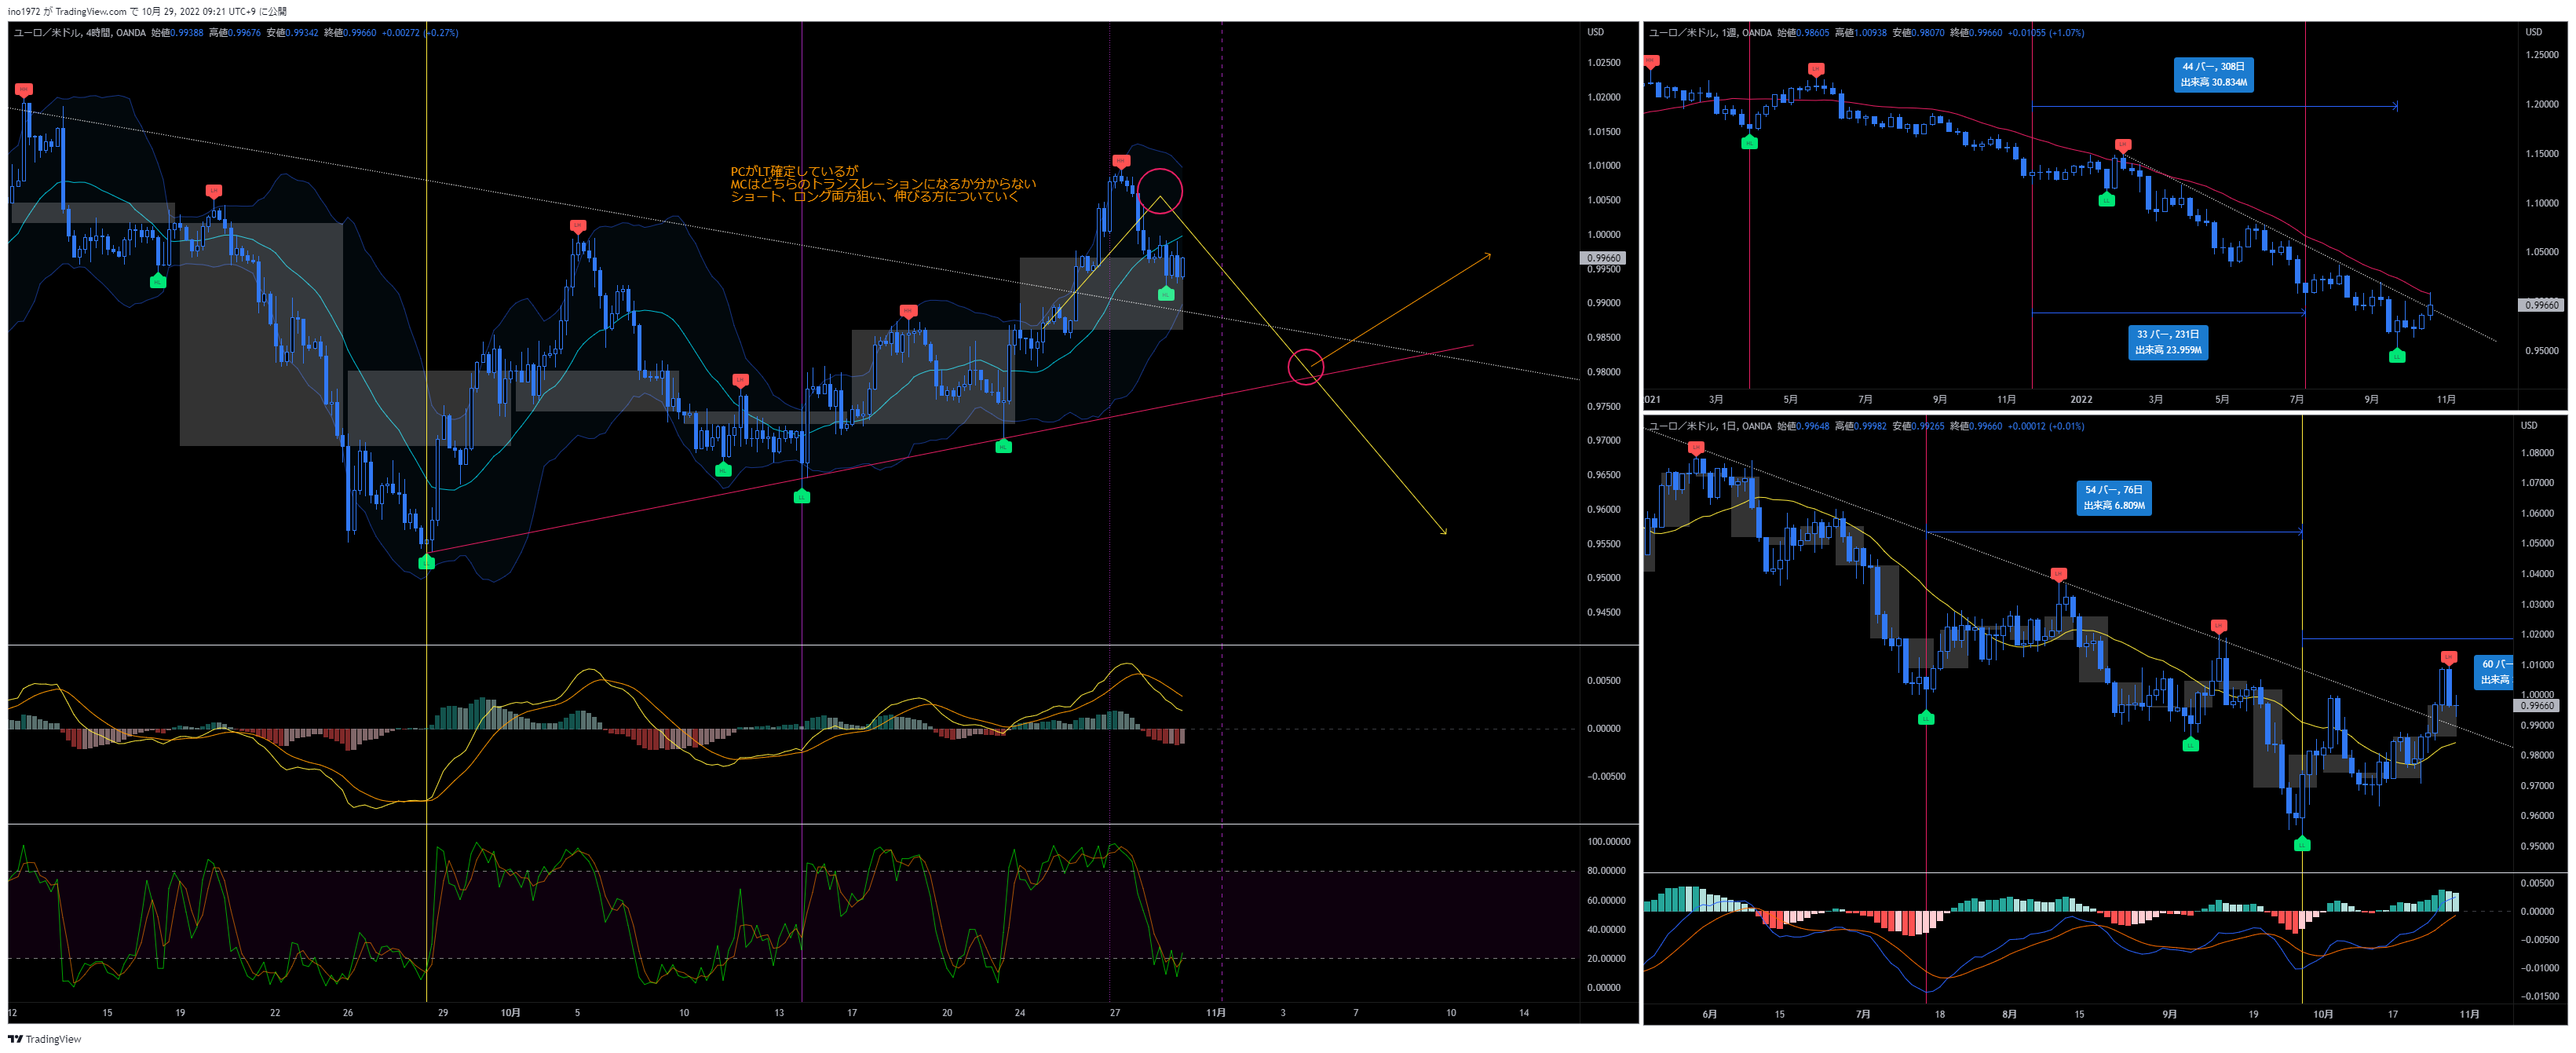 ino1972 が TradingView.com で 10月 29, 2022 09:21 UTC+9 に公開
ユーロ／米ドル, 4時間, OANDA 始値0.99388 高値0.99676 安値0.99342 終値0.99660 +0.00272 (+0.27%)
USD
1.02500
1.02000
1.01500
1.01000
1.00500
1.00000
0.99660
0.99500
0.99000
0.98500
0.98000
0.97500
0.97000
0.96500
0.96000
0.95500
0.95000
0.94500
PCがLT確定しているが
MCはどちらのトランスレーションになるか分からない
ショート、ロング両方狙い、伸びる方についていく
0.00500
0.00000
−0.00500
100.00000
80.00000
60.00000
40.00000
20.00000
0.00000
12 15 19 22 26 29 10月 5 10 13 17 20 24 27 11月 3 7 10 14
ユーロ／米ドル, 1週, OANDA 始値0.98605 高値1.00938 安値0.98070 終値0.99660 +0.01055 (+1.07%)
USD
44 バー, 308日
出来高 30.834M
33 バー, 231日
出来高 23.959M
1.25000
1.20000
1.15000
1.10000
1.05000
0.99660
0.95000
2021 3月 5月 7月 9月 11月 2022 3月 5月 7月 9月 11月
ユーロ／米ドル, 1日, OANDA 始値0.99648 高値0.99982 安値0.99265 終値0.99660 +0.00012 (+0.01%)
USD
54 バー, 76日
出来高 6.809M
60 バー
出来高
1.08000
1.07000
1.06000
1.05000
1.04000
1.03000
1.02000
1.01000
1.00000
0.99660
0.99000
0.98000
0.97000
0.96000
0.95000
0.00500
0.00000
−0.00500
−0.01000
−0.01500
6月 15 7月 18 8月 15 9月 19 10月 17 11月
TradingView